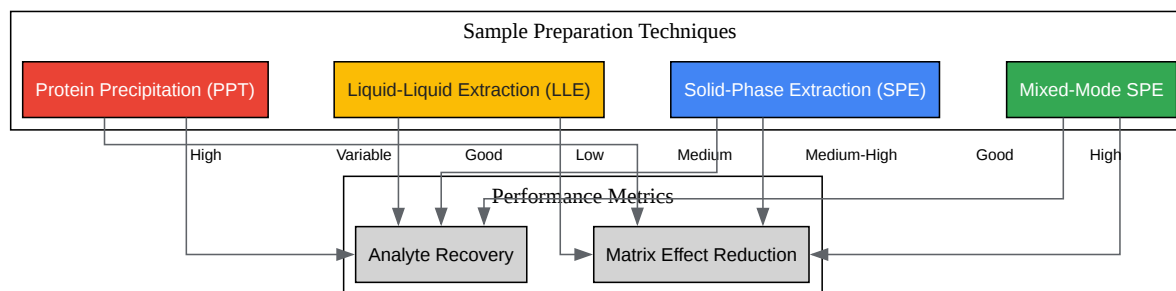 Sample Preparation Techniques
Protein Precipitation (PPT)
Liquid-Liquid Extraction (LLE)
Solid-Phase Extraction (SPE)
Mixed-Mode SPE
High
Variable
Good
Low
Medium
Medium-High
Good
High
Performance Metrics
Analyte Recovery
Matrix Effect Reduction